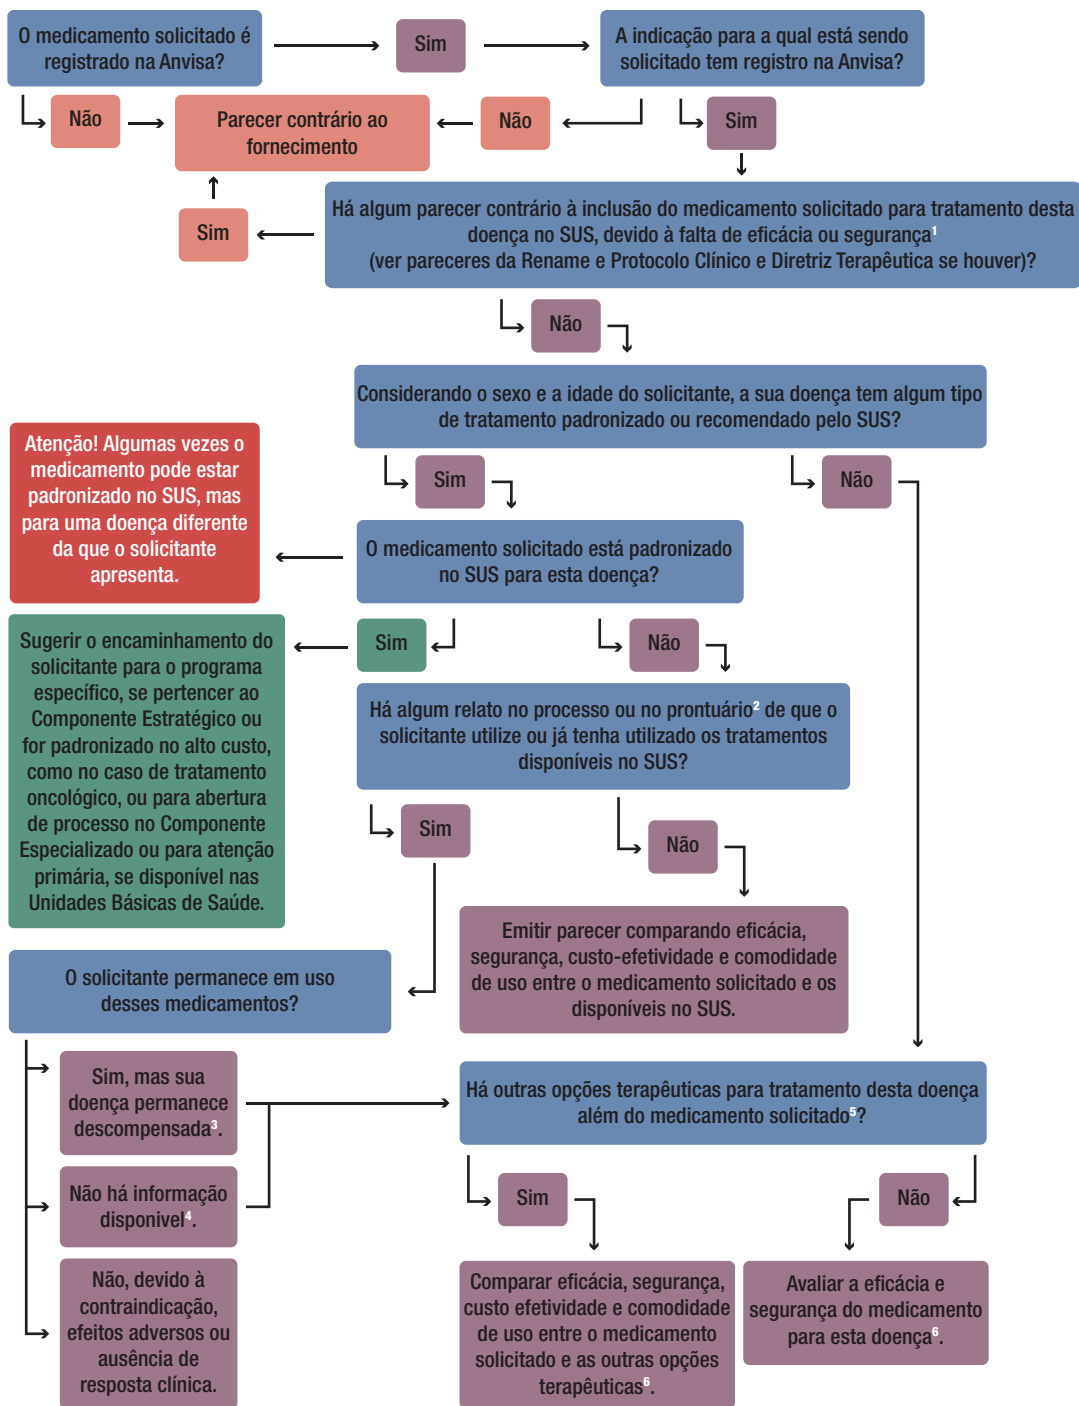 O medicamento solicitado é
registrado na Anvisa?
Sim
A indicação para a qual está sendo
solicitado tem registro na Anvisa?
Não
Parecer contrário ao
fornecimento
Não
Sim
Sim
Há algum parecer contrário à inclusão do medicamento solicitado para tratamento desta
doença no SUS, devido à falta de eficácia ou segurança¹
(ver pareceres da Rename e Protocolo Clínico e Diretriz Terapêutica se houver)?
Não
Considerando o sexo e a idade do solicitante, a sua doença tem algum tipo
de tratamento padronizado ou recomendado pelo SUS?
Atenção! Algumas vezes o
medicamento pode estar
padronizado no SUS, mas
para uma doença diferente
da que o solicitante
apresenta.
Sim
Não
O medicamento solicitado está padronizado
no SUS para esta doença?
Sugerir o encaminhamento do
solicitante para o programa
específico, se pertencer ao
Componente Estratégico ou
for padronizado no alto custo,
como no caso de tratamento
oncológico, ou para abertura
de processo no Componente
Especializado ou para atenção
primária, se disponível nas
Unidades Básicas de Saúde.
Sim
Não
Há algum relato no processo ou no prontuário² de que o
solicitante utilize ou já tenha utilizado os tratamentos
disponíveis no SUS?
Sim
Não
Emitir parecer comparando eficácia,
segurança, custo-efetividade e comodidade
de uso entre o medicamento solicitado e os
disponíveis no SUS.
O solicitante permanece em uso
desses medicamentos?
Sim, mas sua
doença permanece
descompensada³.
Não há informação
disponivel⁴.
Não, devido à
contraindicação,
efeitos adversos ou
ausência de
resposta clínica.
Há outras opções terapêuticas para tratamento desta doença
além do medicamento solicitado⁵?
Sim
Não
Comparar eficácia, segurança,
custo efetividade e comodidade
de uso entre o medicamento
solicitado e as outras opções
terapêuticas⁶.
Avaliar a eficácia e
segurança do medicamento
para esta doença⁶.